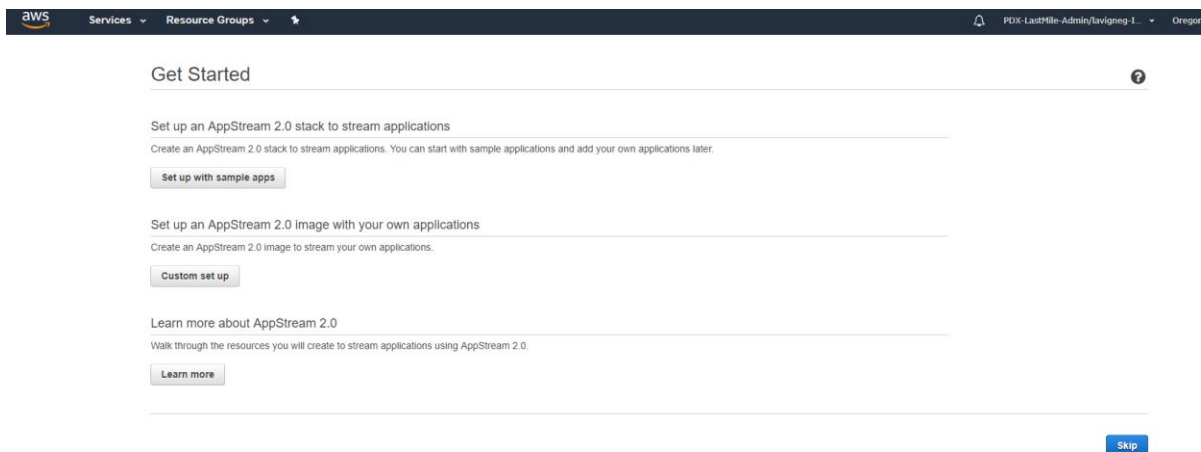 aws Services Resource Groups PDX-LastMile-Admin/lavigneg-I... Oregon
Get Started
?
Set up an AppStream 2.0 stack to stream applications
Create an AppStream 2.0 stack to stream applications. You can start with sample applications and add your own applications later.
Set up with sample apps
Set up an AppStream 2.0 image with your own applications
Create an AppStream 2.0 image to stream your own applications.
Custom set up
Learn more about AppStream 2.0
Walk through the resources you will create to stream applications using AppStream 2.0.
Learn more
Skip